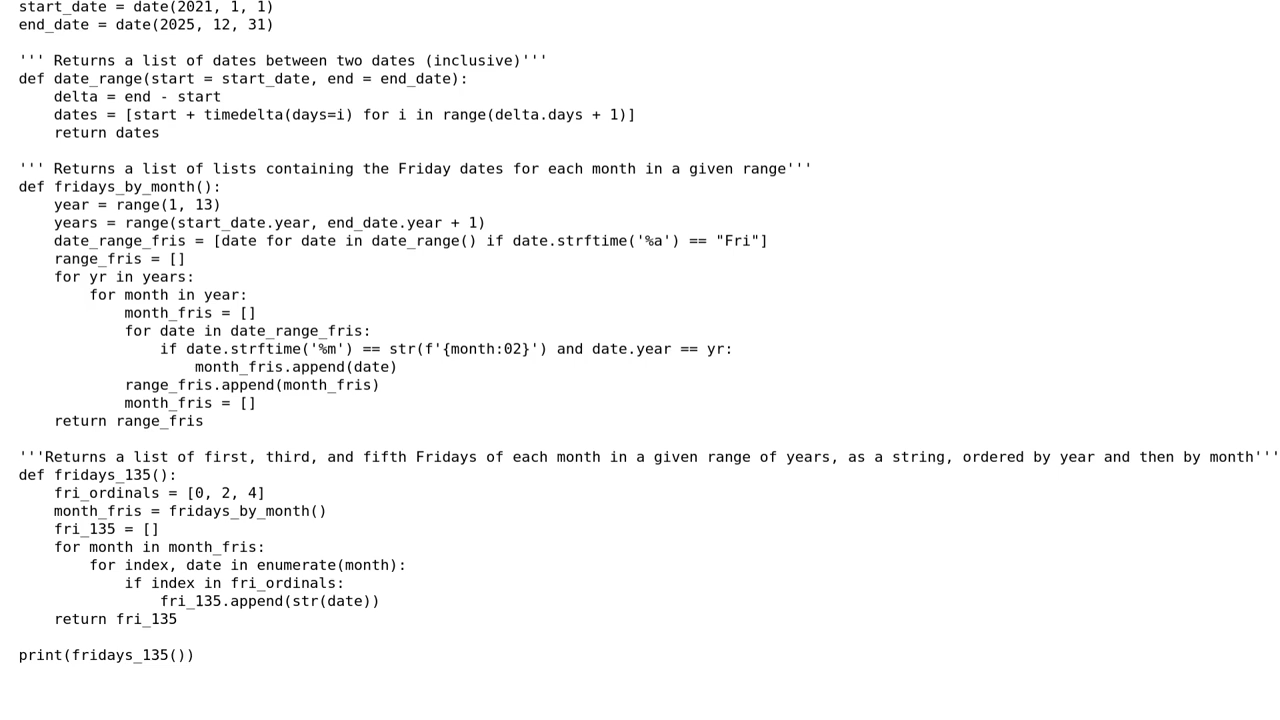 start_date = date(2021, 1, 1)
end_date = date(2025, 12, 31)

''' Returns a list of dates between two dates (inclusive)'''
def date_range(start = start_date, end = end_date):
    delta = end - start
    dates = [start + timedelta(days=i) for i in range(delta.days + 1)]
    return dates

''' Returns a list of lists containing the Friday dates for each month in a given range'''
def fridays_by_month():
    year = range(1, 13)
    years = range(start_date.year, end_date.year + 1)
    date_range_fris = [date for date in date_range() if date.strftime('%a') == "Fri"]
    range_fris = []
    for yr in years:
        for month in year:
            month_fris = []
            for date in date_range_fris:
                if date.strftime('%m') == str(f'{month:02}') and date.year == yr:
                    month_fris.append(date)
            range_fris.append(month_fris)
            month_fris = []
    return range_fris

'''Returns a list of first, third, and fifth Fridays of each month in a given range of years, as a string, ordered by year and then by month'''
def fridays_135():
    fri_ordinals = [0, 2, 4]
    month_fris = fridays_by_month()
    fri_135 = []
    for month in month_fris:
        for index, date in enumerate(month):
            if index in fri_ordinals:
                fri_135.append(str(date))
    return fri_135

print(fridays_135())